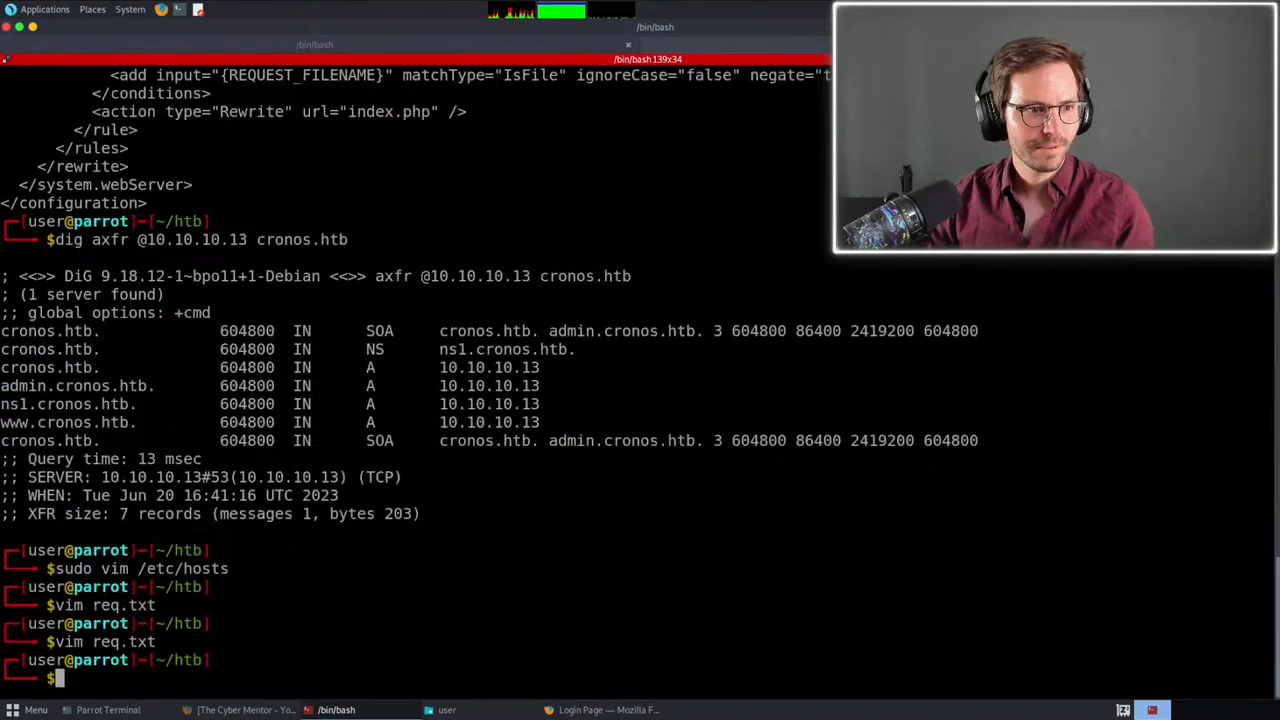 Applications Places System
/bin/bash
/bin/bash
/bin/bash 139x34
<add input="{REQUEST_FILENAME}" matchType="IsFile" ignoreCase="false" negate="t
</conditions>
<action type="Rewrite" url="index.php" />
</rule>
</rules>
</rewrite>
</system.webServer>
</configuration>
[user@parrot]-[~/htb]
$dig axfr @10.10.10.13 cronos.htb
; <<>> DiG 9.18.12-1~bpo11+1-Debian <<>> axfr @10.10.10.13 cronos.htb
; (1 server found)
;; global options: +cmd
cronos.htb. 604800 IN SOA cronos.htb. admin.cronos.htb. 3 604800 86400 2419200 604800
cronos.htb. 604800 IN NS ns1.cronos.htb.
cronos.htb. 604800 IN A 10.10.10.13
admin.cronos.htb. 604800 IN A 10.10.10.13
ns1.cronos.htb. 604800 IN A 10.10.10.13
www.cronos.htb. 604800 IN A 10.10.10.13
cronos.htb. 604800 IN SOA cronos.htb. admin.cronos.htb. 3 604800 86400 2419200 604800
;; Query time: 13 msec
;; SERVER: 10.10.10.13#53(10.10.10.13) (TCP)
;; WHEN: Tue Jun 20 16:41:16 UTC 2023
;; XFR size: 7 records (messages 1, bytes 203)
[user@parrot]-[~/htb]
$sudo vim /etc/hosts
[user@parrot]-[~/htb]
$vim req.txt
[user@parrot]-[~/htb]
$vim req.txt
[user@parrot]-[~/htb]
$
Menu Parrot Terminal [The Cyber Mentor - Yo... /bin/bash user Login Page — Mozilla F...